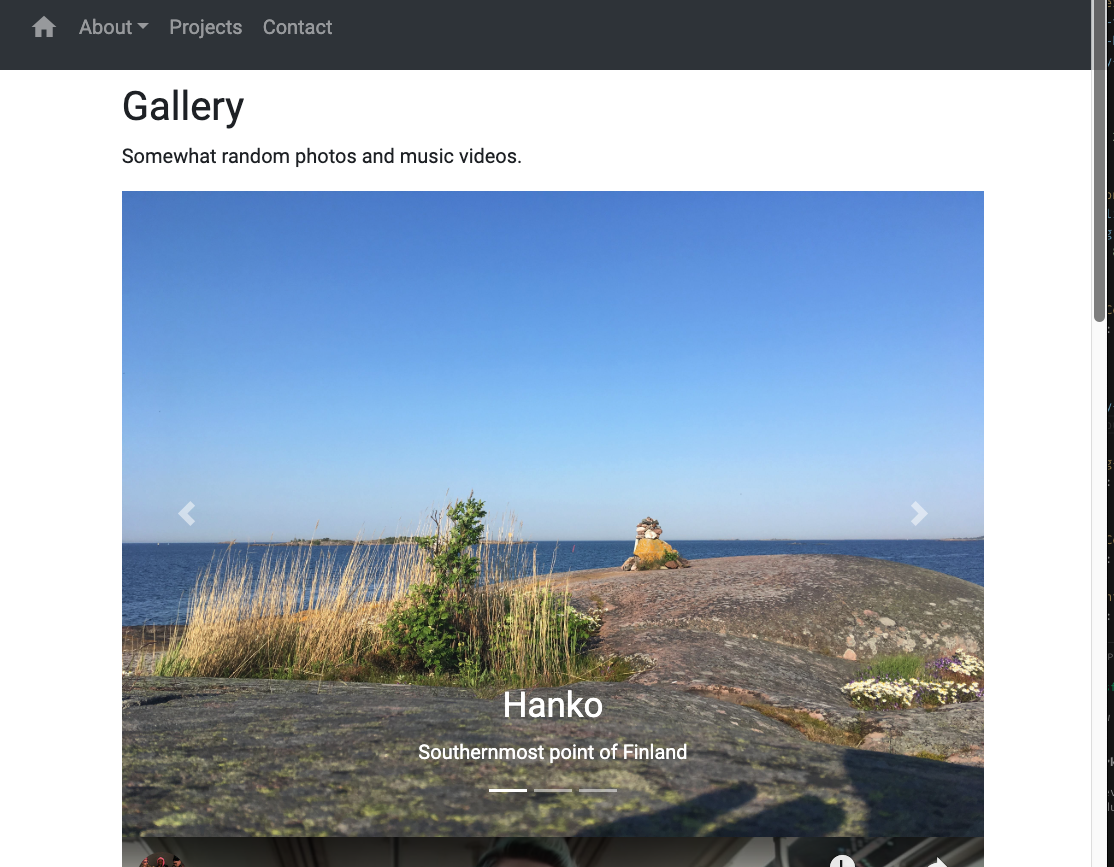 About
Projects
Contact
Gallery
Somewhat random photos and music videos.
Hanko
Southernmost point of Finland